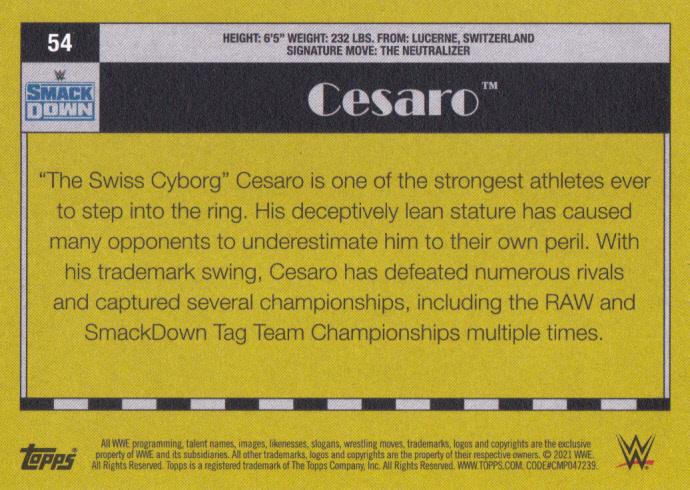 54
HEIGHT: 6'5" WEIGHT: 232 LBS. FROM: LUCERNE, SWITZERLAND
SIGNATURE MOVE: THE NEUTRALIZER
W
SMACK
DOWN
Cesaro™
“The Swiss Cyborg” Cesaro is one of the strongest athletes ever
to step into the ring. His deceptively lean stature has caused
many opponents to underestimate him to their own peril. With
his trademark swing, Cesaro has defeated numerous rivals
and captured several championships, including the RAW and
SmackDown Tag Team Championships multiple times.
topps®
All WWE programming, talent names, images, likenesses, slogans, wrestling moves, trademarks, logos and copyrights are the exclusive
property of WWE and its subsidiaries. All other trademarks, logos and copyrights are the property of their respective owners. © 2021 WWE.
All Rights Reserved. Topps is a registered trademark of The Topps Company, Inc. All Rights Reserved. WWW.TOPPS.COM. CODE#CMP047239.
W